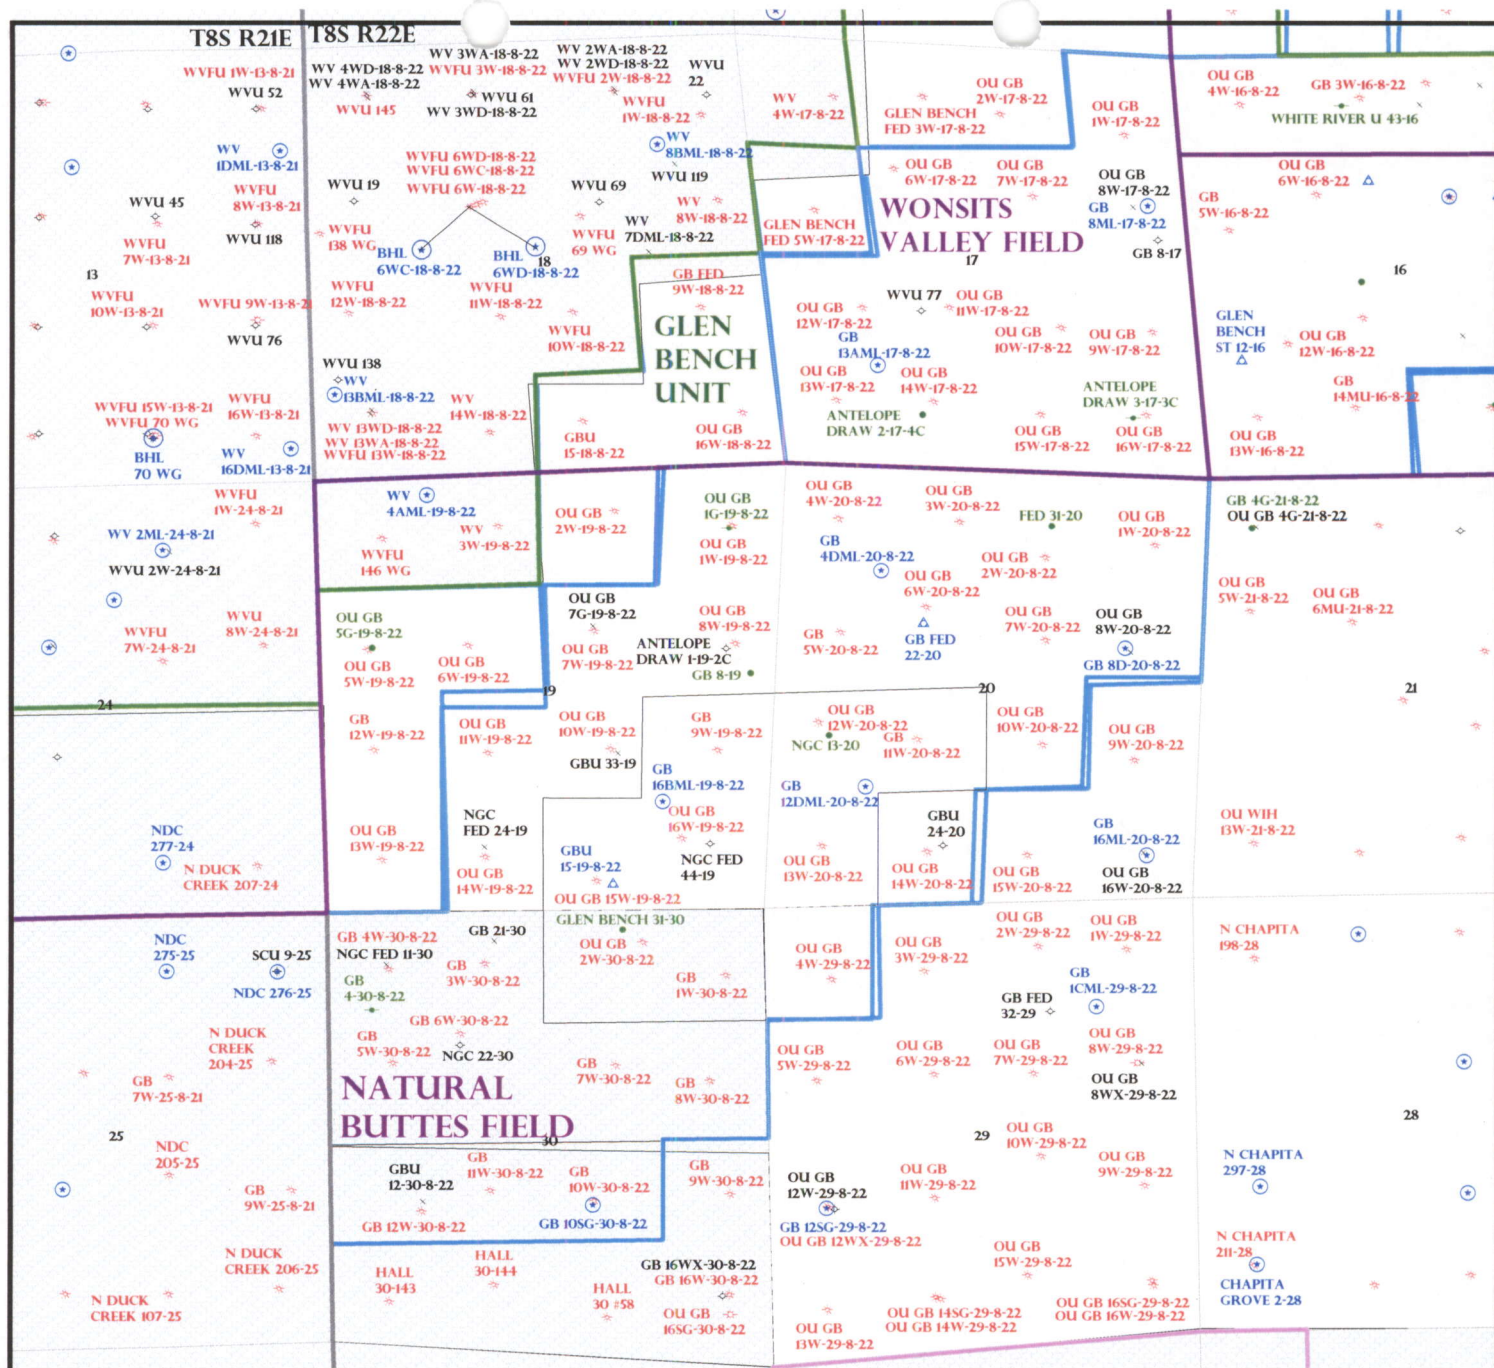 T8S R21E
T8S R22E
WVFU 1W-13-8-21
WVU 52
WV
1DML-13-8-21
WVU 45
WVFU
8W-13-8-21
WVU 118
WVFU
7W-13-8-21
13
WVFU
10W-13-8-21
WVFU 9W-13-8-21
WVU 76
WVFU 15W-13-8-21
WVFU 70 WG
BHL
70 WG
WVFU
16W-13-8-21
WV
16DML-13-8-21
WV 4WD-18-8-22
WV 4WA-18-8-22
WVU 145
WV 3WA-18-8-22
WVFU 3W-18-8-22
WVU 61
WV 3WD-18-8-22
WV 2WA-18-8-22
WV 2WD-18-8-22
WVFU 2W-18-8-22
WVU
22
WVFU
1W-18-8-22
WV
8BML-18-8-22
WVU 119
WVFU 6WD-18-8-22
WVFU 6WC-18-8-22
WVFU 6W-18-8-22
WVU 19
WVU 69
WV
8W-18-8-22
WVFU
138 WG
BHL
6WC-18-8-22
BHL
6WD-18-8-22
18
WVFU
69 WG
WV
7DML-18-8-22
WVFU
12W-18-8-22
WVFU
11W-18-8-22
WVFU
10W-18-8-22
GB FED
9W-18-8-22
GLEN
BENCH
UNIT
WVU 138
WV
13BML-18-8-22
WV 13WD-18-8-22
WV 13WA-18-8-22
WVFU 13W-18-8-22
WV
14W-18-8-22
GBU
15-18-8-22
OU GB
16W-18-8-22
WV
4W-17-8-22
GLEN BENCH
FED 3W-17-8-22
OU GB
2W-17-8-22
OU GB
1W-17-8-22
OU GB
6W-17-8-22
OU GB
7W-17-8-22
OU GB
8W-17-8-22
GB
8ML-17-8-22
GB 8-17
GLEN BENCH
FED 5W-17-8-22
WONSITS
VALLEY FIELD
17
OU GB
12W-17-8-22
WVU 77
OU GB
11W-17-8-22
OU GB
10W-17-8-22
OU GB
9W-17-8-22
GB
13AML-17-8-22
OU GB
13W-17-8-22
OU GB
14W-17-8-22
ANTELOPE
DRAW 2-17-4C
ANTELOPE
DRAW 3-17-3C
OU GB
15W-17-8-22
OU GB
16W-17-8-22
OU GB
4W-16-8-22
GB 3W-16-8-22
WHITE RIVER U 43-16
OU GB
6W-16-8-22
GB
5W-16-8-22
16
GLEN
BENCH
ST 12-16
OU GB
12W-16-8-22
GB
14MU-16-8-22
OU GB
13W-16-8-22
WVFU
1W-24-8-21
WV 2ML-24-8-21
WVU 2W-24-8-21
WVFU
7W-24-8-21
WVU
8W-24-8-21
24
NDC
277-24
N DUCK
CREEK 207-24
WV
4AML-19-8-22
WVFU
146 WG
WV
3W-19-8-22
OU GB
2W-19-8-22
OU GB
1G-19-8-22
OU GB
1W-19-8-22
OU GB
5G-19-8-22
OU GB
5W-19-8-22
OU GB
6W-19-8-22
OU GB
7G-19-8-22
OU GB
7W-19-8-22
OU GB
8W-19-8-22
ANTELOPE
DRAW 1-19-2C
GB 8-19
19
GB
12W-19-8-22
OU GB
11W-19-8-22
OU GB
10W-19-8-22
GBU 33-19
GB
9W-19-8-22
GB
16BML-19-8-22
OU GB
16W-19-8-22
NGC FED
44-19
OU GB
13W-19-8-22
NGC
FED 24-19
OU GB
14W-19-8-22
GBU
15-19-8-22
OU GB 15W-19-8-22
OU GB
4W-20-8-22
OU GB
3W-20-8-22
FED 31-20
OU GB
1W-20-8-22
GB
4DML-20-8-22
OU GB
2W-20-8-22
OU GB
6W-20-8-22
GB FED
22-20
GB
5W-20-8-22
OU GB
7W-20-8-22
OU GB
8W-20-8-22
GB 8D-20-8-22
20
OU GB
12W-20-8-22
NGC 13-20
GB
11W-20-8-22
OU GB
10W-20-8-22
OU GB
9W-20-8-22
GB
12DML-20-8-22
GBU
24-20
OU GB
13W-20-8-22
OU GB
14W-20-8-22
OU GB
15W-20-8-22
GB
16ML-20-8-22
OU GB
16W-20-8-22
GB 4G-21-8-22
OU GB 4G-21-8-22
OU GB
5W-21-8-22
OU GB
6MU-21-8-22
21
OU WIH
13W-21-8-22
NDC
275-25
SCU 9-25
NDC 276-25
N DUCK
CREEK
204-25
GB
7W-25-8-21
25
NDC
205-25
GB
9W-25-8-21
N DUCK
CREEK 206-25
N DUCK
CREEK 107-25
GB 4W-30-8-22
NGC FED 11-30
GB
4-30-8-22
GB 21-30
GB
3W-30-8-22
GLEN BENCH 31-30
OU GB
2W-30-8-22
GB
1W-30-8-22
GB
5W-30-8-22
GB 6W-30-8-22
NGC 22-30
GB
7W-30-8-22
GB
8W-30-8-22
NATURAL
BUTTES FIELD
30
GBU
12-30-8-22
GB 12W-30-8-22
GB
11W-30-8-22
GB
10W-30-8-22
GB 10SG-30-8-22
GB
9W-30-8-22
HALL
30-143
HALL
30-144
HALL
30 #58
GB 16WX-30-8-22
GB 16W-30-8-22
OU GB
16SG-30-8-22
OU GB
4W-29-8-22
OU GB
3W-29-8-22
OU GB
2W-29-8-22
OU GB
1W-29-8-22
GB FED
32-29
GB
1CML-29-8-22
OU GB
5W-29-8-22
OU GB
6W-29-8-22
OU GB
7W-29-8-22
OU GB
8W-29-8-22
OU GB
8WX-29-8-22
29
OU GB
10W-29-8-22
OU GB
12W-29-8-22
GB 12SG-29-8-22
OU GB 12WX-29-8-22
OU GB
11W-29-8-22
OU GB
9W-29-8-22
OU GB
15W-29-8-22
OU GB
13W-29-8-22
OU GB 14SG-29-8-22
OU GB 14W-29-8-22
OU GB 16SG-29-8-22
OU GB 16W-29-8-22
N CHAPITA
198-28
28
N CHAPITA
297-28
N CHAPITA
211-28
CHAPITA
GROVE 2-28